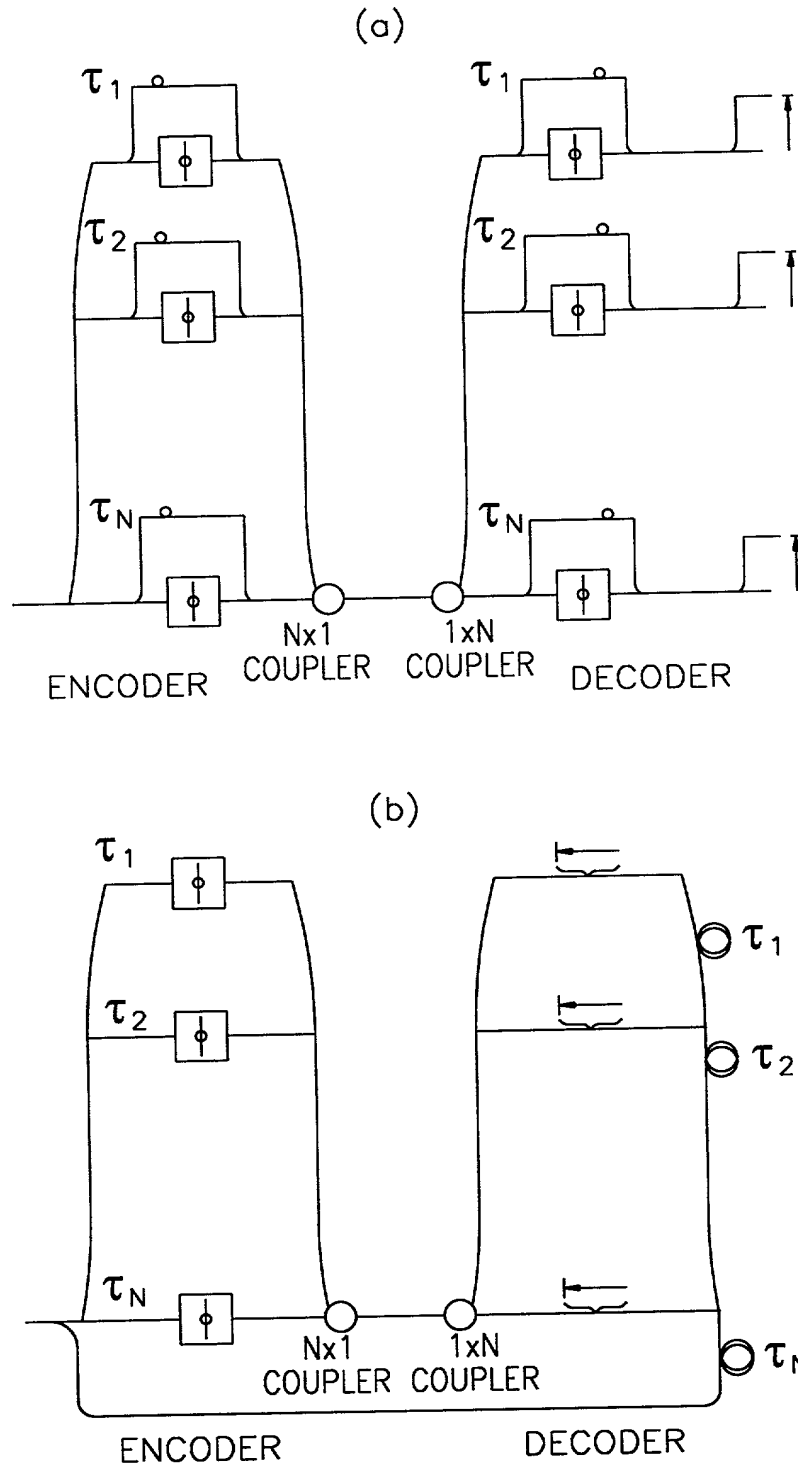 (a)
τ1 τ1
τ2 τ2
τN τN
Nx1 COUPLER 1xN COUPLER
ENCODER DECODER
(b)
τ1
τ1
τ2
τ2
τN
Nx1 1xN
COUPLER COUPLER
τN
ENCODER DECODER